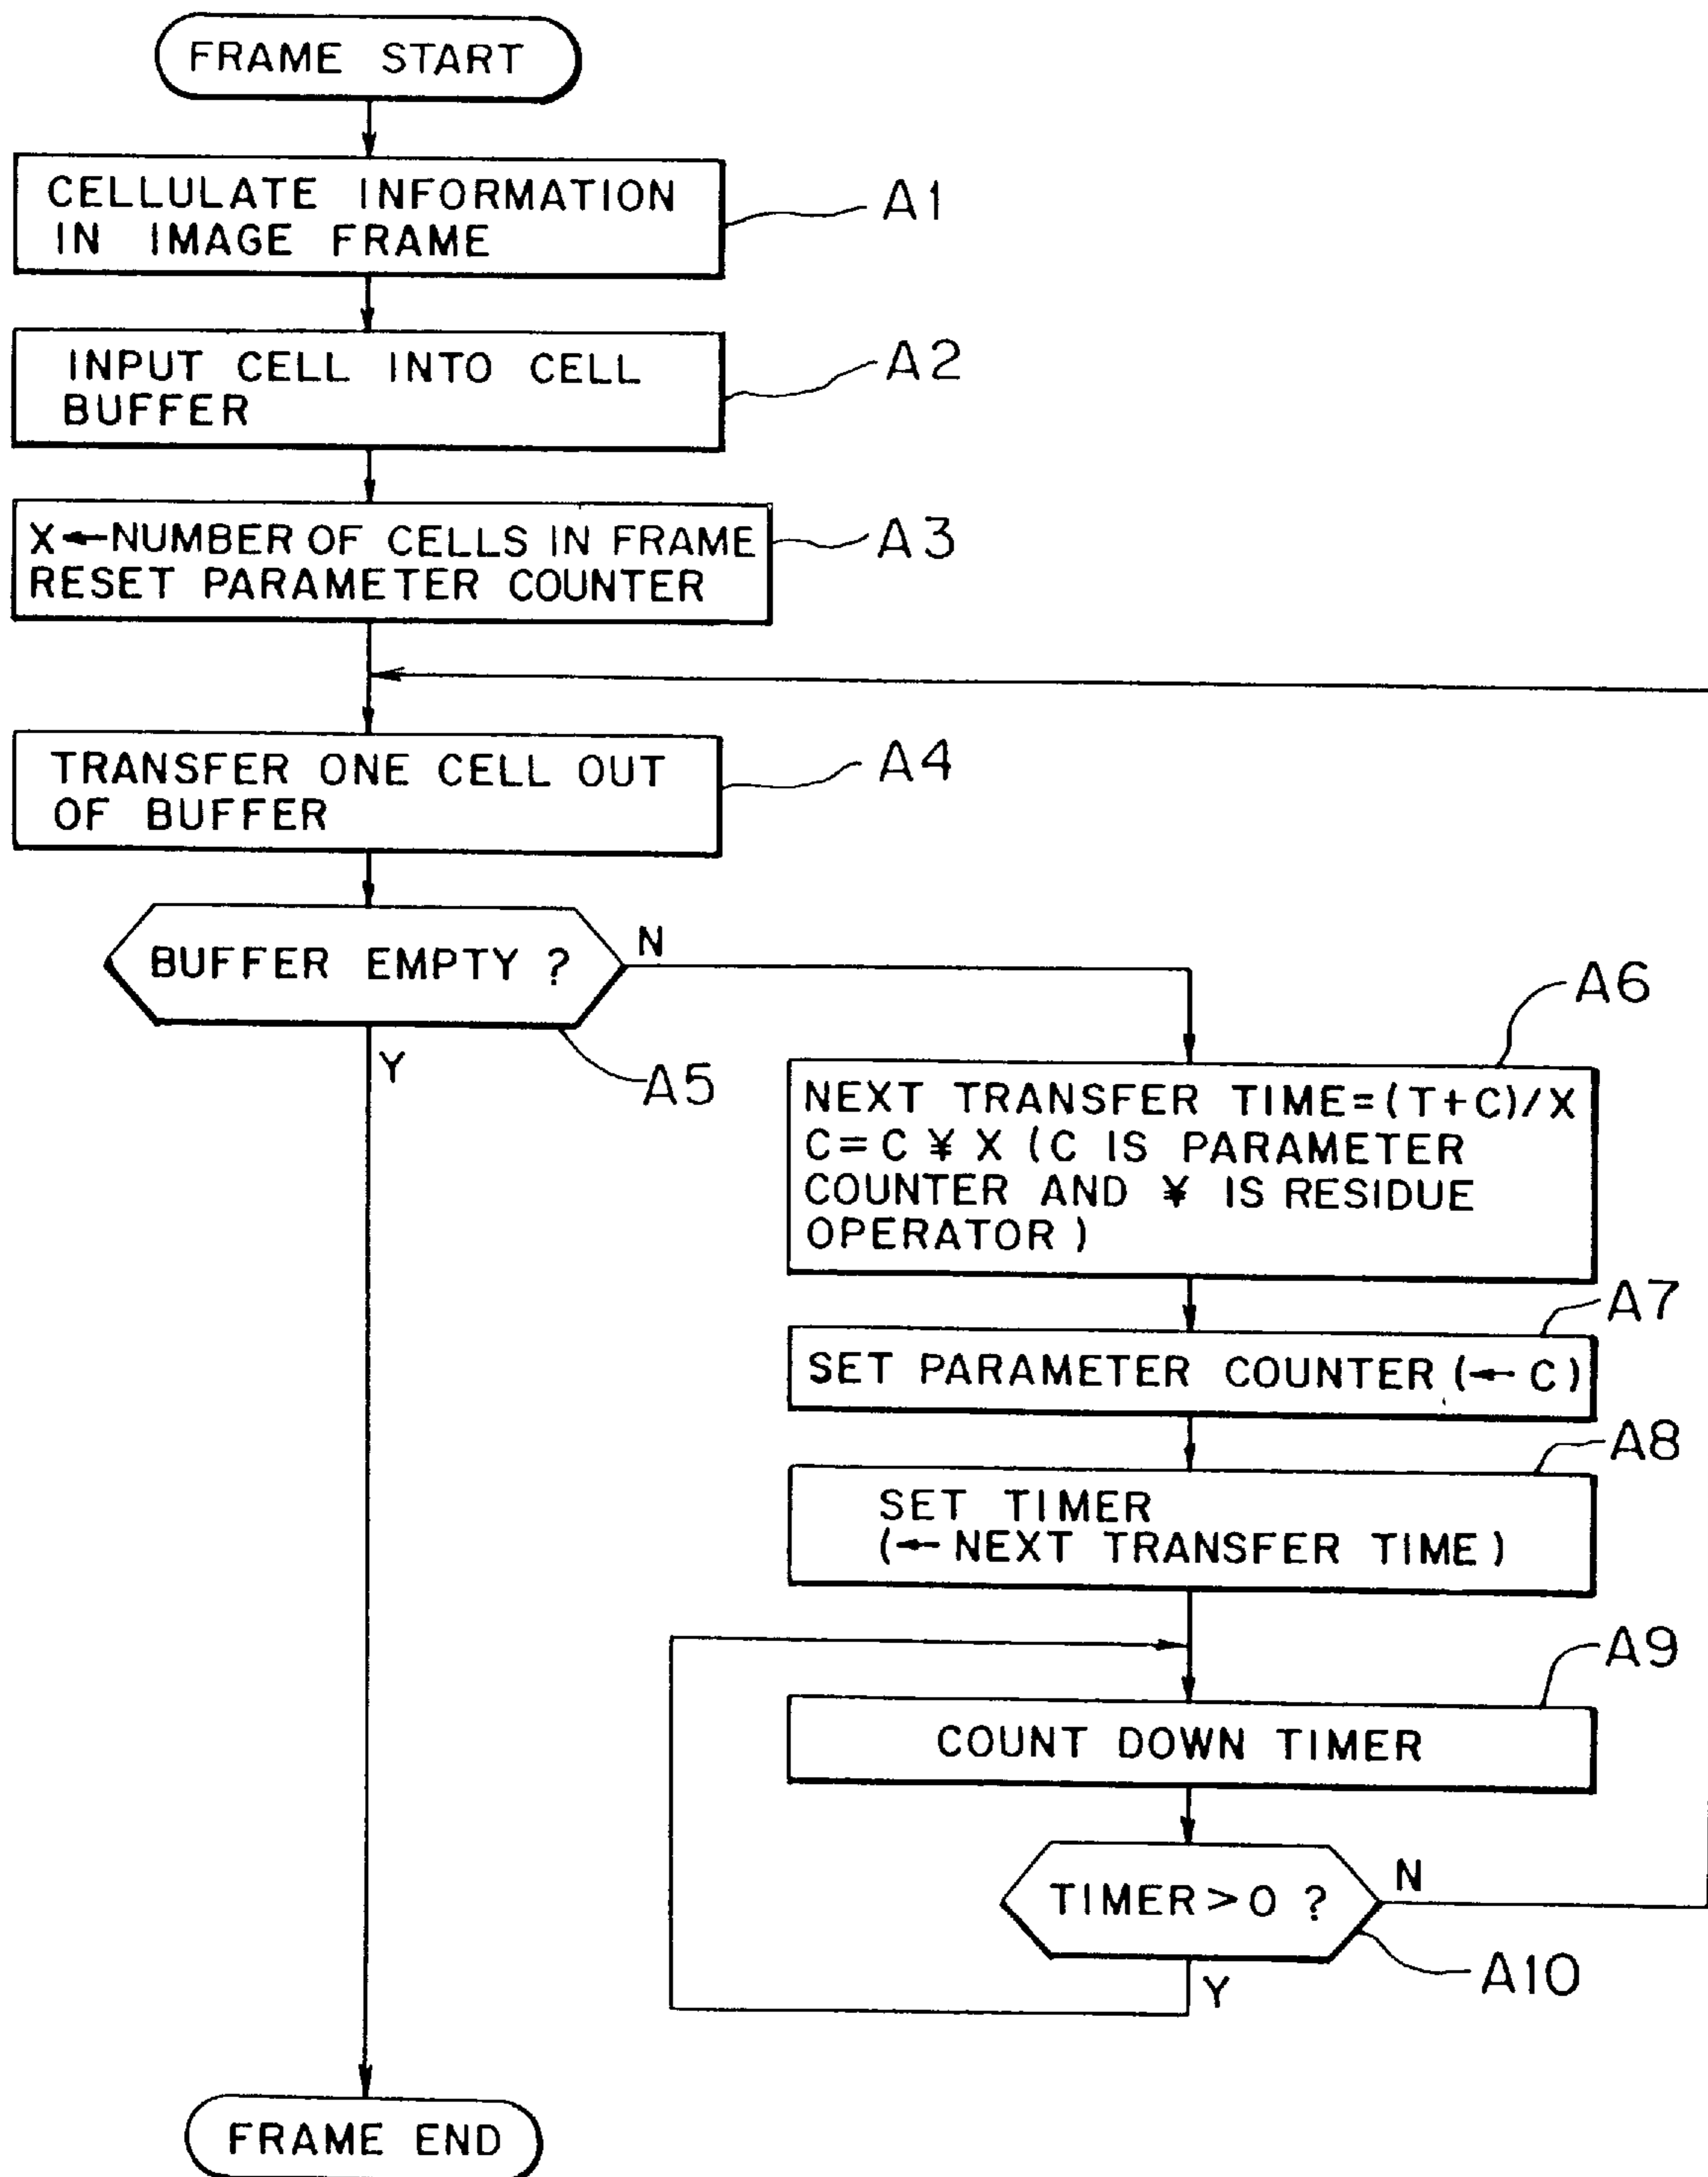 FRAME START
CELLULATE INFORMATION
IN IMAGE FRAME
A1
INPUT CELL INTO CELL
BUFFER
A2
X←NUMBER OF CELLS IN FRAME
RESET PARAMETER COUNTER
A3
TRANSFER ONE CELL OUT
OF BUFFER
A4
BUFFER EMPTY ?
N
Y
A5
A6
NEXT TRANSFER TIME=(T+C)/X
C=C ¥ X (C IS PARAMETER
COUNTER AND ¥ IS RESIDUE
OPERATOR)
A7
SET PARAMETER COUNTER (← C)
A8
SET TIMER
(← NEXT TRANSFER TIME)
A9
COUNT DOWN TIMER
TIMER>0 ?
N
Y
A10
FRAME END